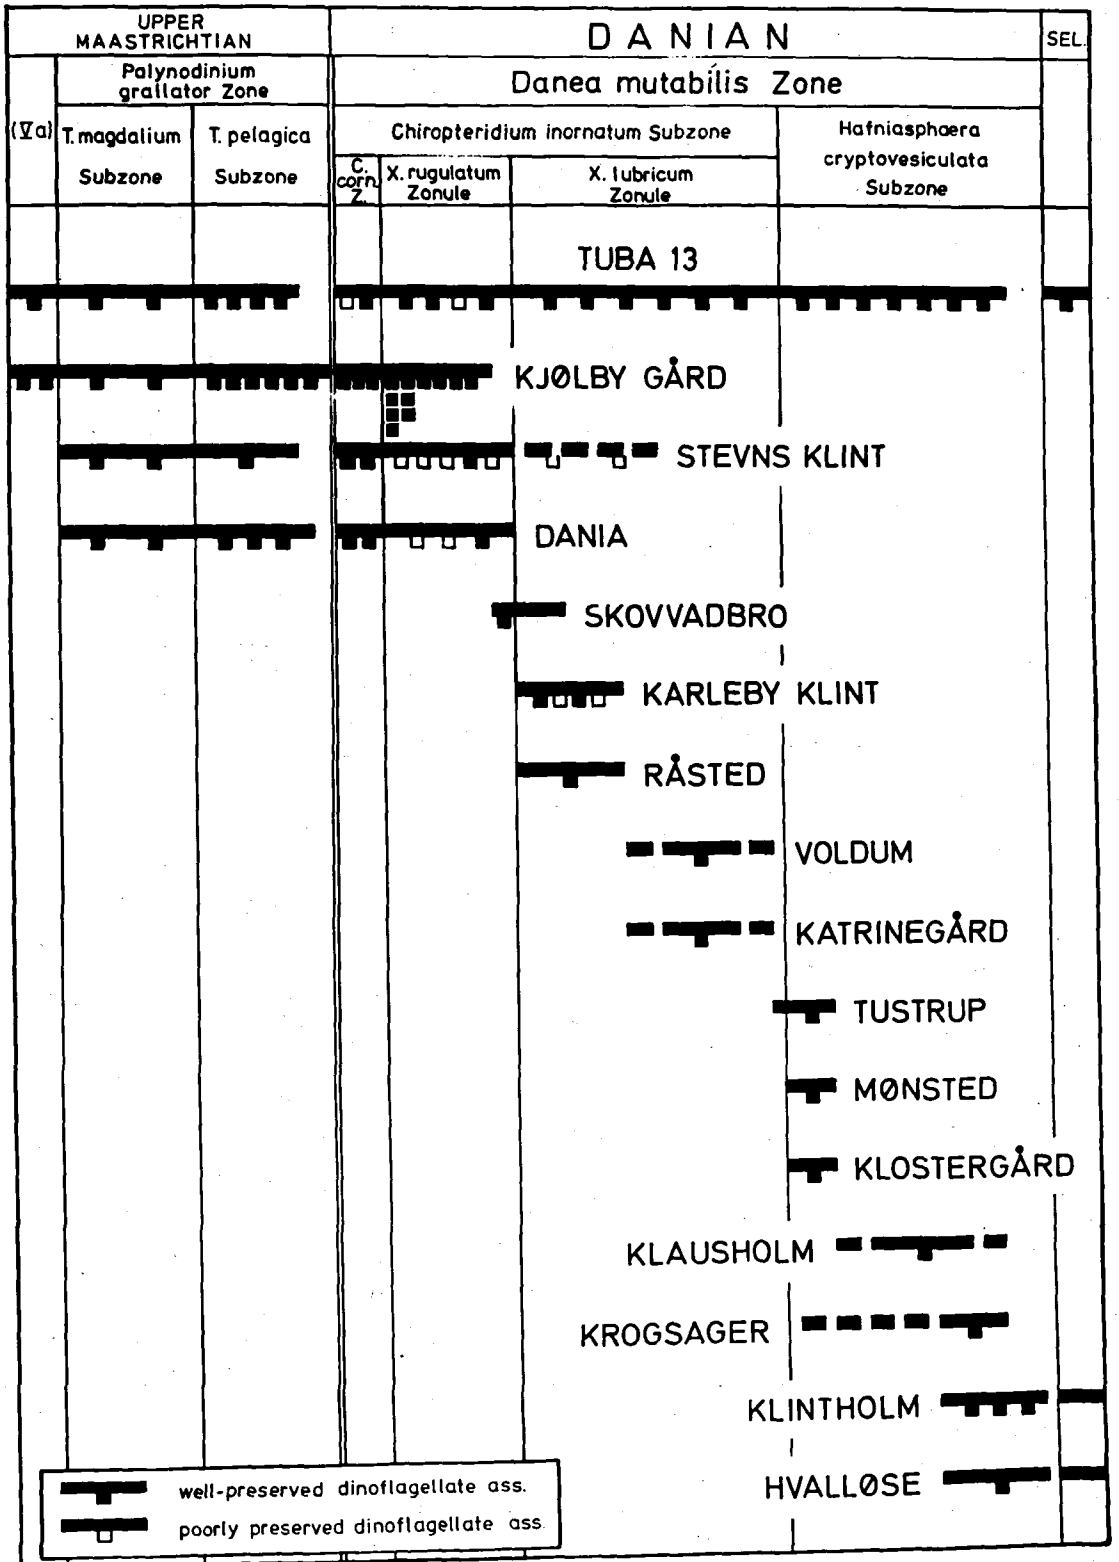 UPPER
MAASTRICHTIAN
DANIAN
SEL.
Palynodinium
grallator Zone
Danea mutabilis Zone
(Va)
T. magdalium
Subzone
T. pelagica
Subzone
Chiropteridium inornatum Subzone
Hafniasphaera
cryptovesiculata
Subzone
C.
corn.
Z.
X. rugulatum
Zonule
X. lubricum
Zonule
TUBA 13
KJØLBY GÅRD
STEVNS KLINT
DANIA
SKOVVADBRO
KARLEBY KLINT
RÅSTED
VOLDUM
KATRINEGÅRD
TUSTRUP
MØNSTED
KLOSTERGÅRD
KLAUSHOLM
KROGSAGER
KLINTHOLM
HVALLØSE
well-preserved dinoflagellate ass.
poorly preserved dinoflagellate ass.